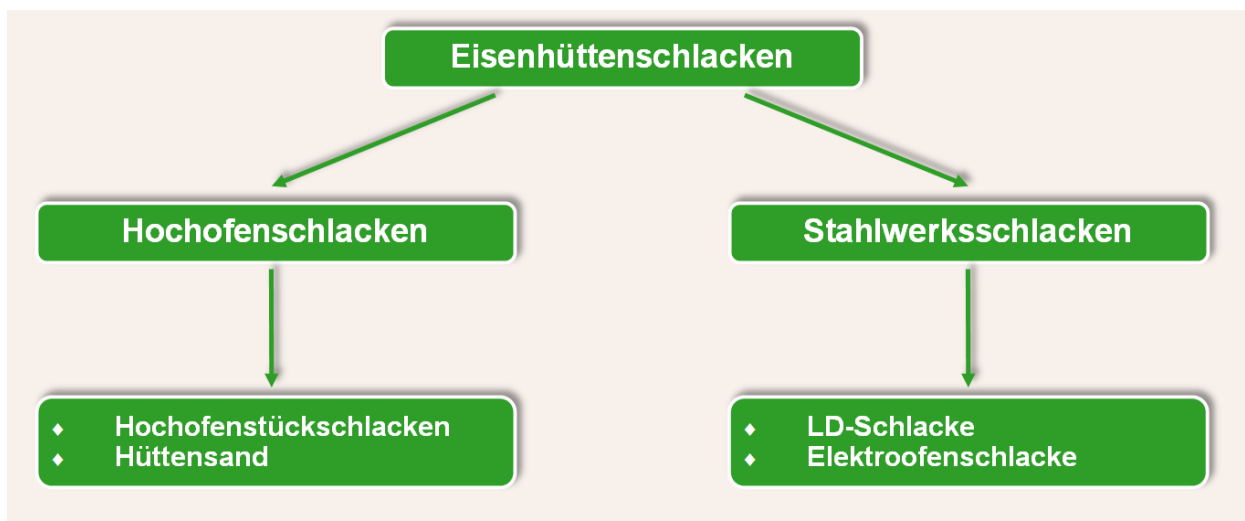 Eisenhüttenschlacken
Hochofenschlacken
Stahlwerksschlacken
Hochofenstückschlacken
Hüttensand
LD-Schlacke
Elektroofenschlacke